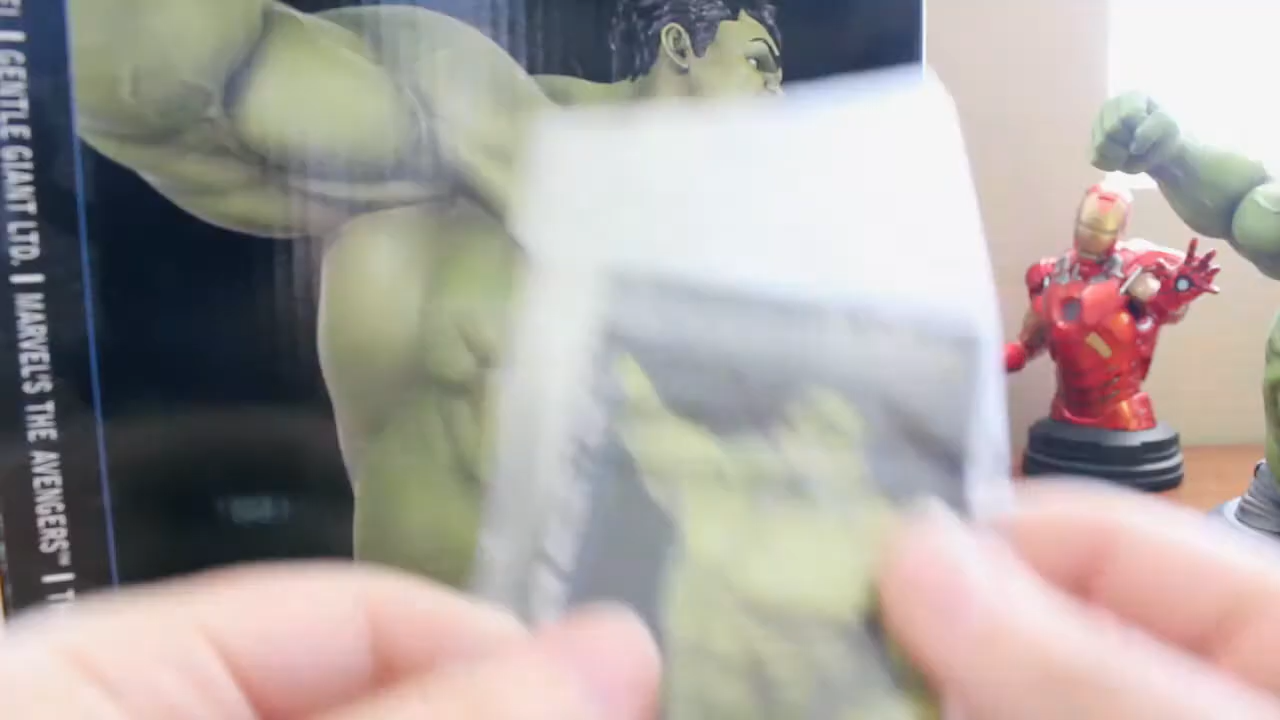 | GENTLE GIANT LTD. | MARVEL'S THE AVENGERS™ |